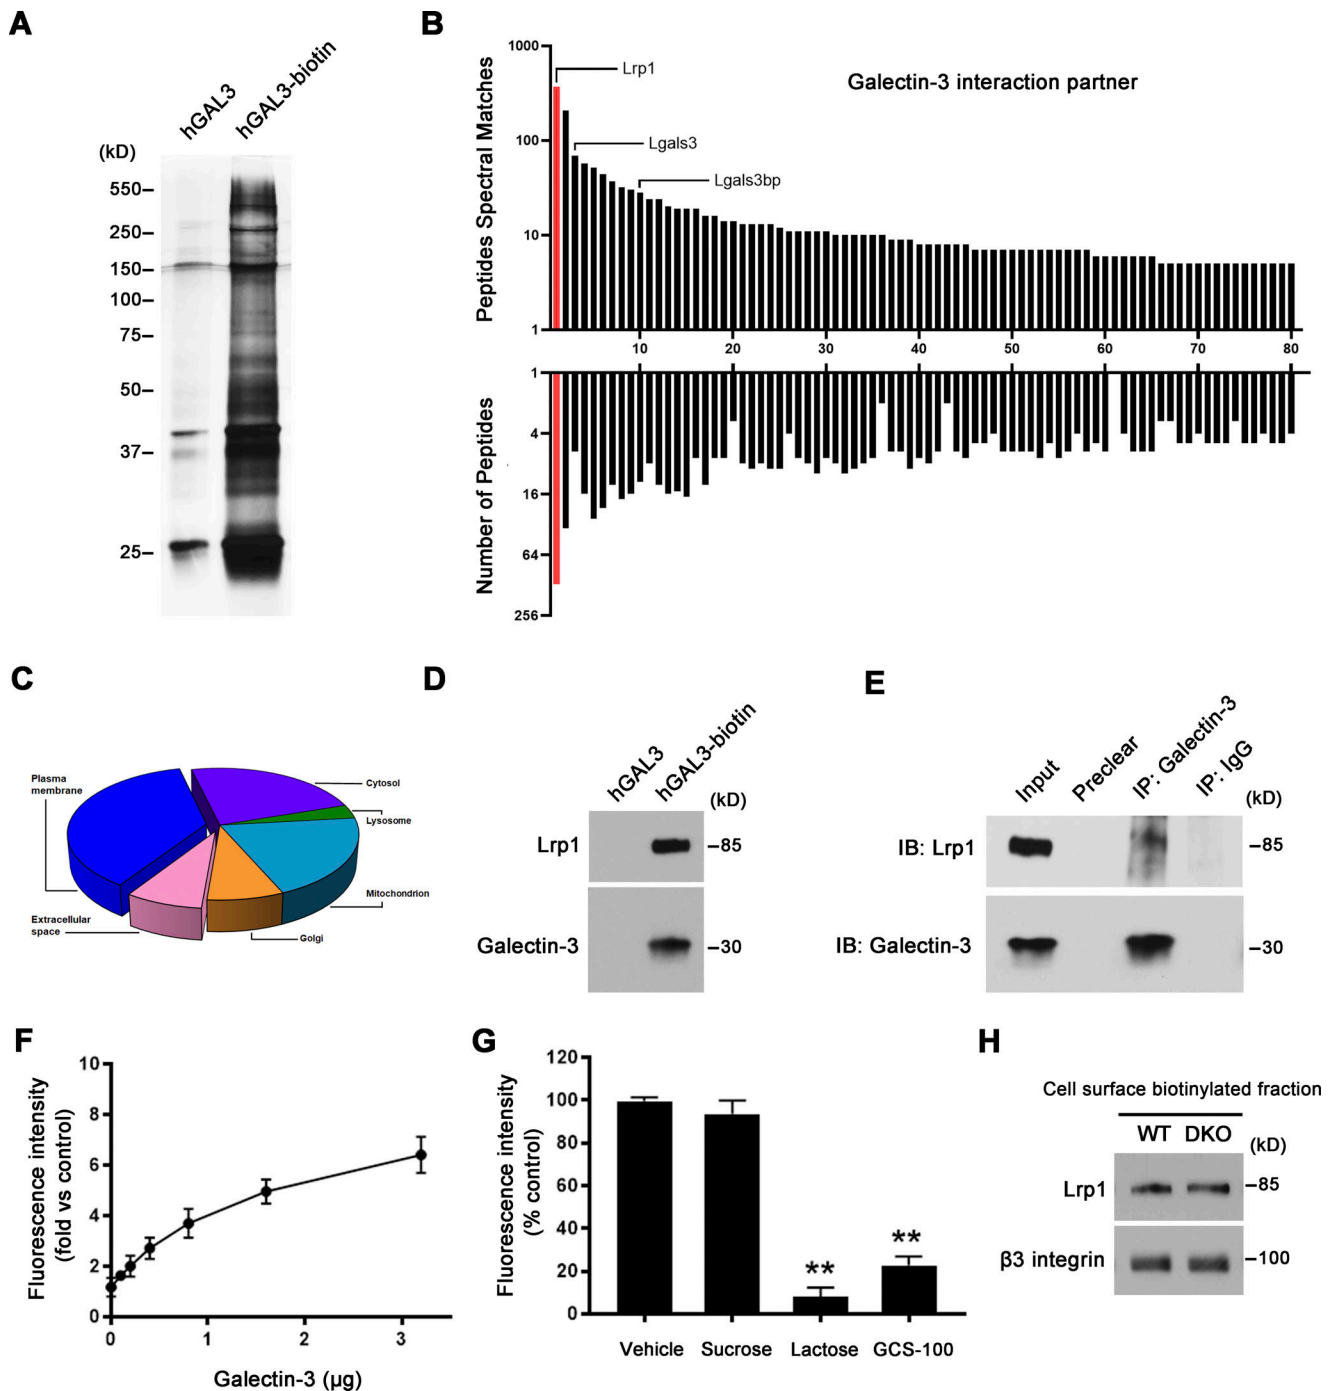 A
hGAL3
hGAL3-biotin
(kD)
550–
250–
150–
100–
75–
50–
37–
25–
B
Peptides Spectral Matches
1000
100
10
1
Lrp1
Lgals3
Lgals3bp
Galectin-3 interaction partner
10 20 30 40 50 60 70 80
Number of Peptides
1
4
16
64
256
C
Plasma
membrane
Cytosol
Lysosome
Mitochondrion
Golgi
Extracellular
space
D
hGAL3
hGAL3-biotin
(kD)
Lrp1
–85
Galectin-3
–30
E
Input
Preclear
IP: Galectin-3
IP: IgG
(kD)
IB: Lrp1
–85
IB: Galectin-3
–30
F
Fluorescence intensity
(fold vs control)
10
8
6
4
2
0
0 1 2 3
Galectin-3 (µg)
G
Fluorescence intensity
(% control)
120
100
80
60
40
20
0
**
**
Vehicle Sucrose Lactose GCS-100
H
Cell surface biotinylated fraction
WT DKO
(kD)
Lrp1
–85
β3 integrin
–100